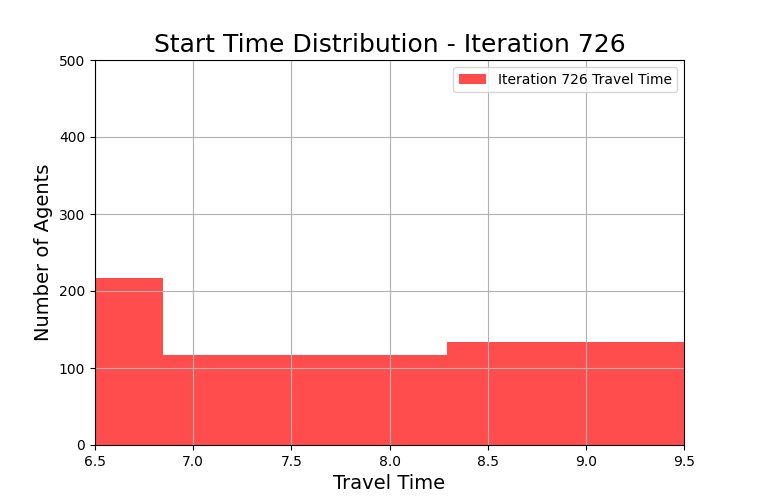 Start Time Distribution - Iteration 726
Iteration 726 Travel Time
Number of Agents
500
400
300
200
100
0
6.5 7.0 7.5 8.0 8.5 9.0 9.5
Travel Time